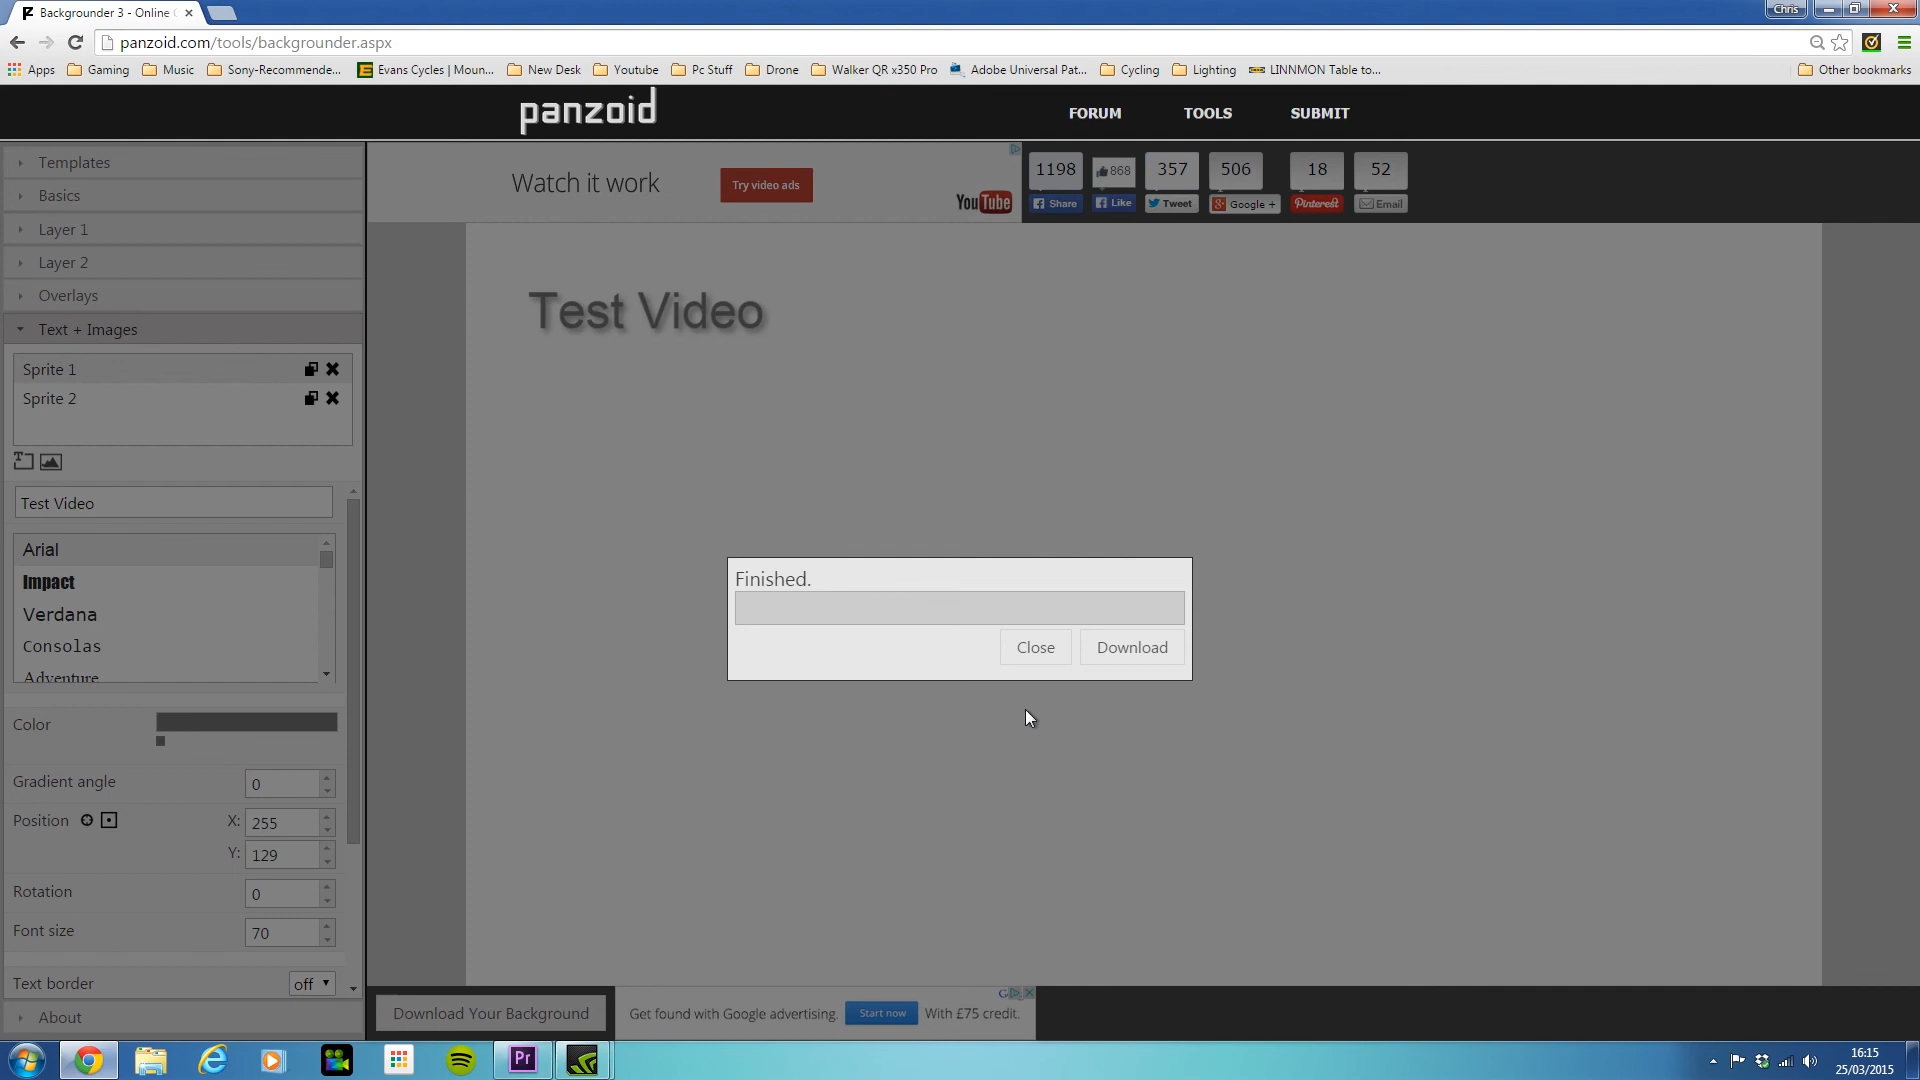 Backgrounder 3 - Online
Chris
panzoid.com/tools/backgrounder.aspx
Apps Gaming Music Sony-Recommende... Evans Cycles | Moun... New Desk Youtube Pc Stuff Drone Walker QR x350 Pro Adobe Universal Pat... Cycling Lighting LINNMON Table to... Other bookmarks
panzoid FORUM TOOLS SUBMIT
Templates
Basics
Layer 1
Layer 2
Overlays
Text + Images
Sprite 1
Sprite 2
Test Video
Arial
Impact
Verdana
Consolas
Adventure
Color
Gradient angle 0
Position X: 255
Y: 129
Rotation 0
Font size 70
Text border off
About
Watch it work Try video ads YouTube
1198 868 357 506 18 52
Share Like Tweet Google + Pinterest Email
Test Video
Finished.
Close Download
Download Your Background
Get found with Google advertising. Start now With £75 credit.
Pr
16:15
25/03/2015